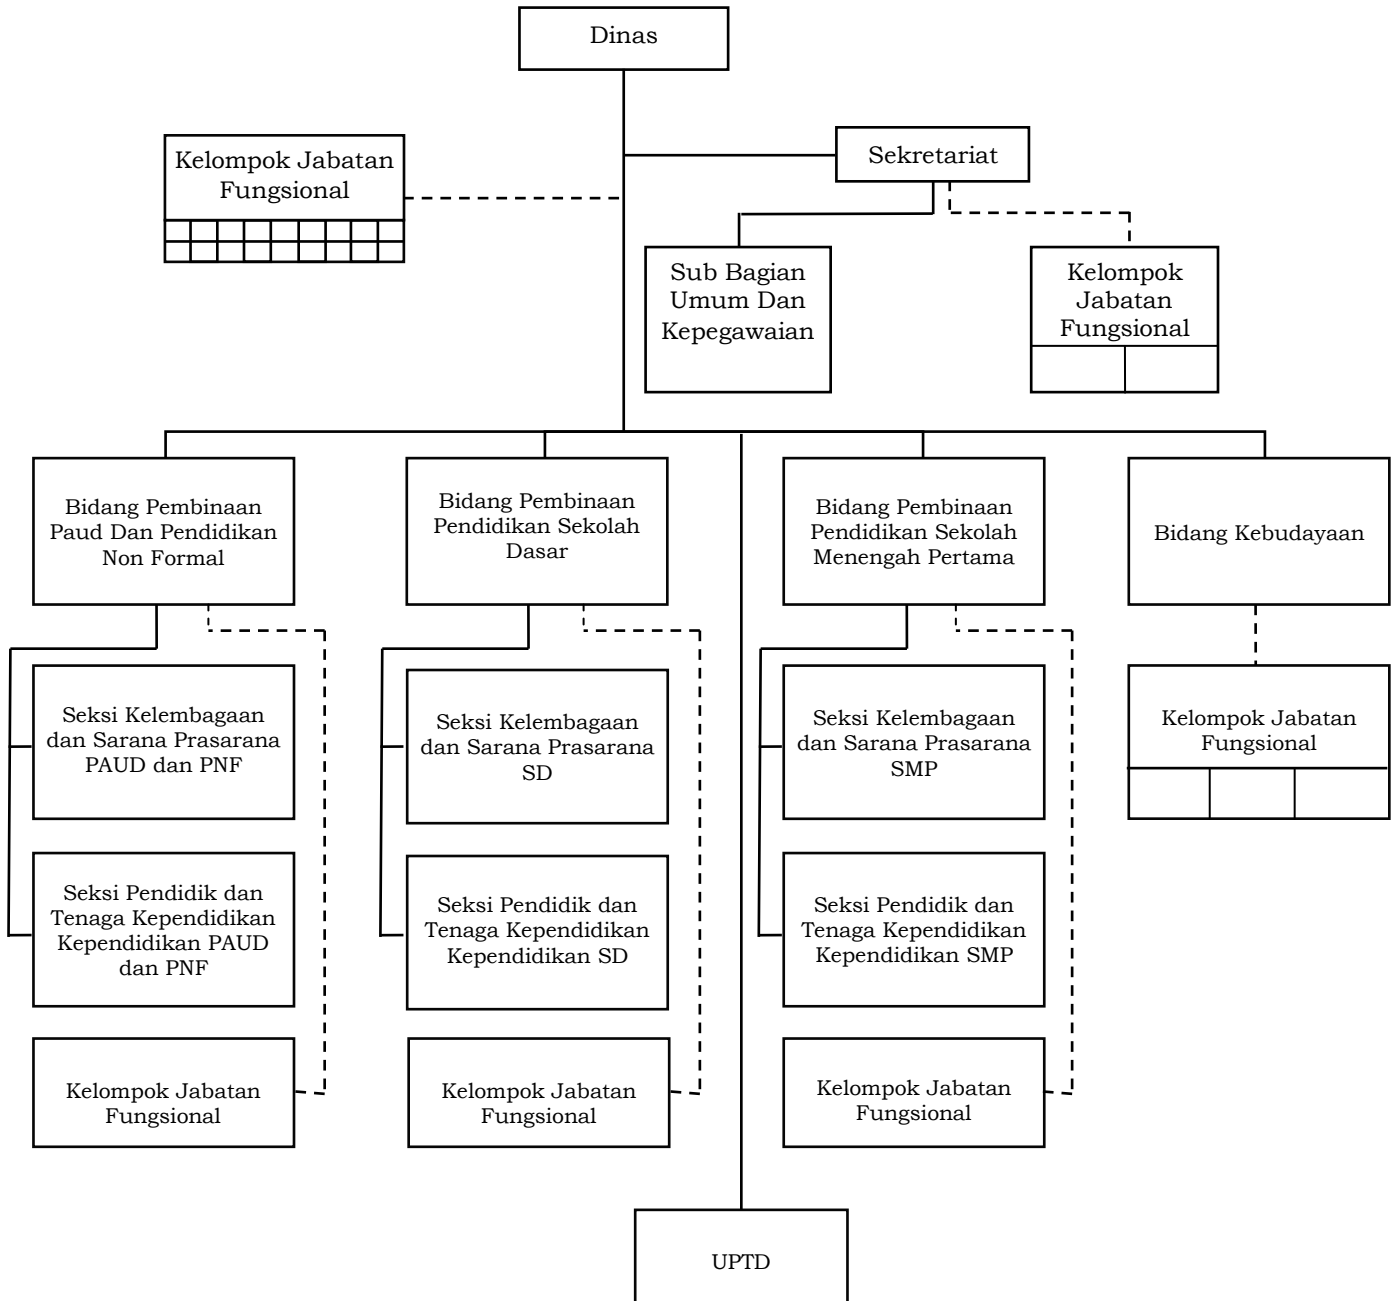 Dinas
Kelompok Jabatan
Fungsional
Sekretariat
Sub Bagian
Umum Dan
Kepegawaian
Kelompok
Jabatan
Fungsional
Bidang Pembinaan
Paud Dan Pendidikan
Non Formal
Bidang Pembinaan
Pendidikan Sekolah
Dasar
Bidang Pembinaan
Pendidikan Sekolah
Menengah Pertama
Bidang Kebudayaan
Seksi Kelembagaan
dan Sarana Prasarana
PAUD dan PNF
Seksi Kelembagaan
dan Sarana Prasarana
SD
Seksi Kelembagaan
dan Sarana Prasarana
SMP
Kelompok Jabatan
Fungsional
Seksi Pendidik dan
Tenaga Kependidikan
Kependidikan PAUD
dan PNF
Seksi Pendidik dan
Tenaga Kependidikan
Kependidikan SD
Seksi Pendidik dan
Tenaga Kependidikan
Kependidikan SMP
Kelompok Jabatan
Fungsional
Kelompok Jabatan
Fungsional
Kelompok Jabatan
Fungsional
UPTD